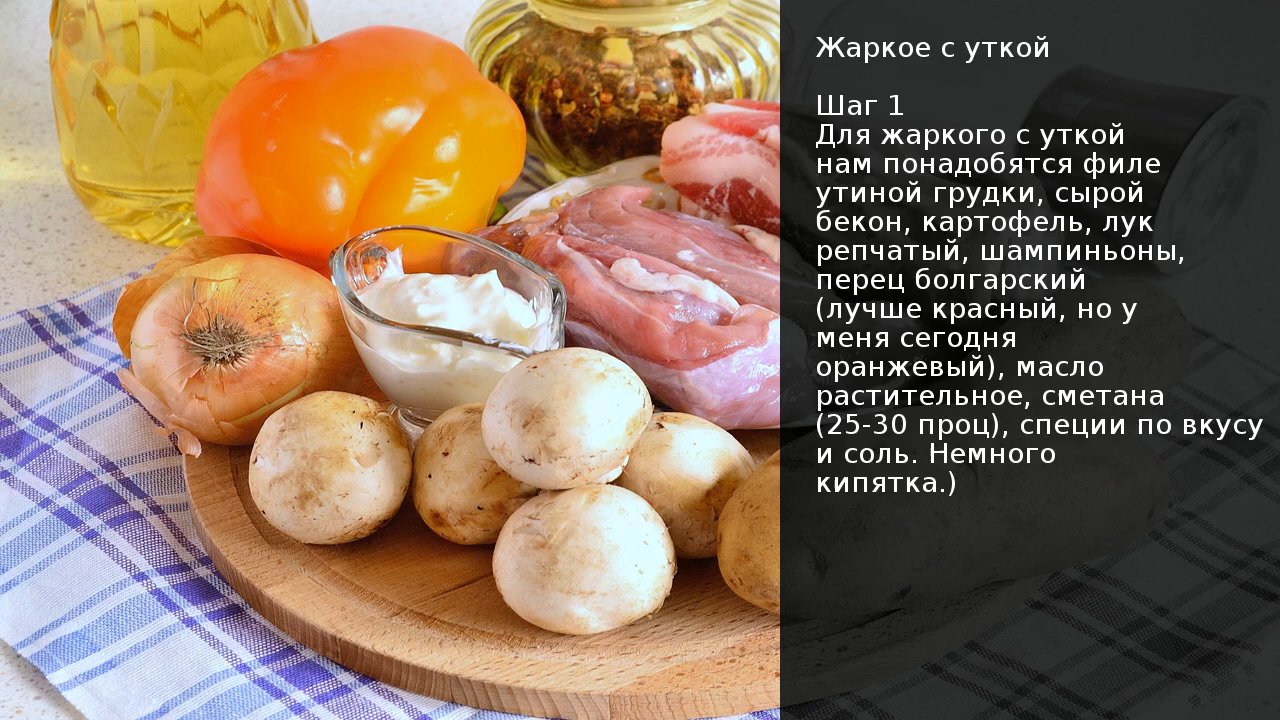 Жаркое с уткой
Шаг 1
Для жаркого с уткой
нам понадобятся филе
утиной грудки, сырой
бекон, картофель, лук
репчатый, шампиньоны,
перец болгарский
(лучше красный, но у
меня сегодня
оранжевый), масло
растительное, сметана
(25-30 проц), специи по вкусу
и соль. Немного
кипятка.)